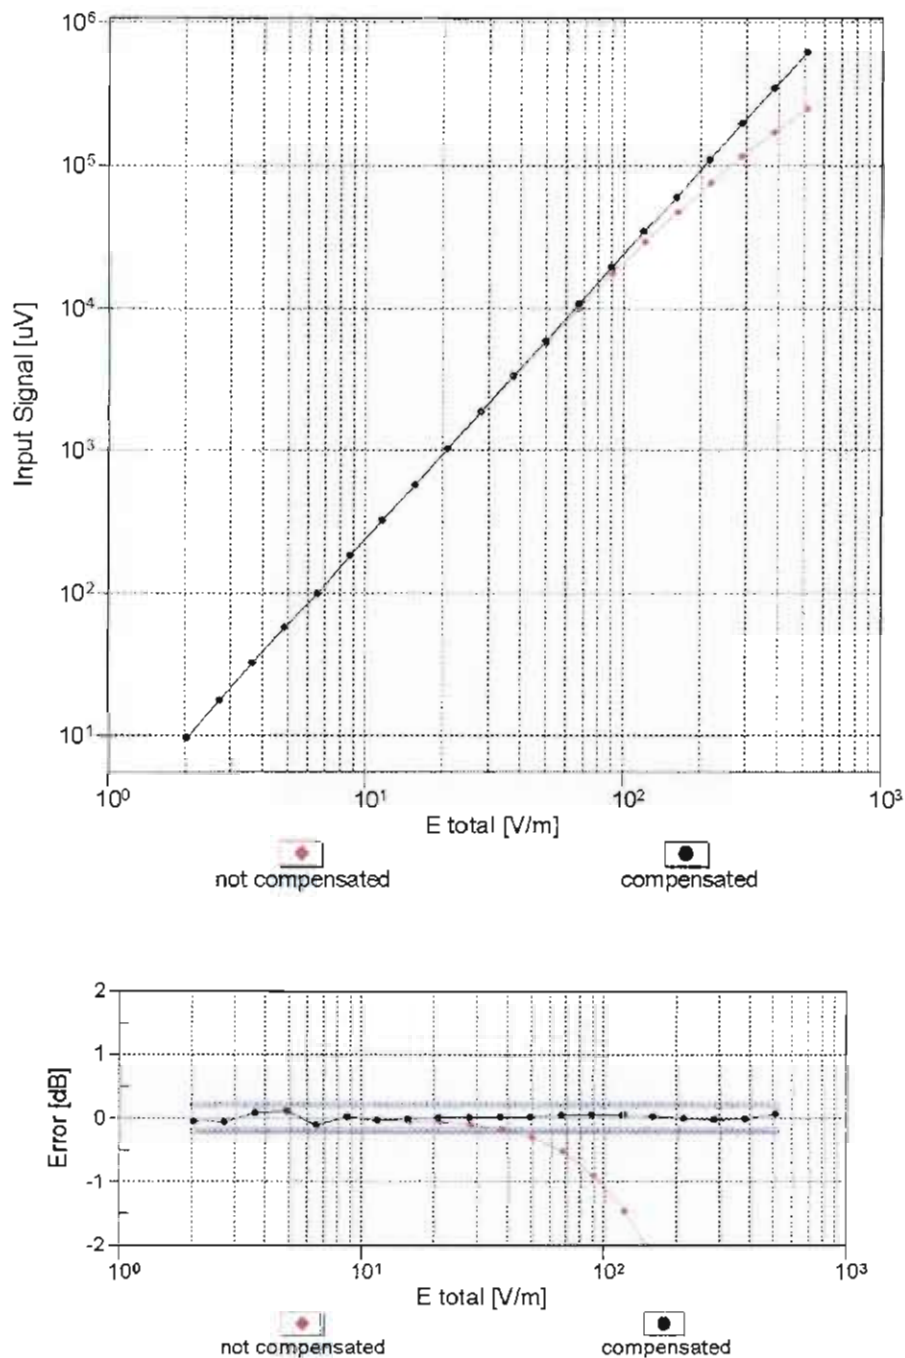 10⁶
10⁵
10⁴
10³
10²
10¹
Input Signal [uV]
10⁰ 10¹ 10² 10³
E total [V/m]
not compensated compensated
2
1
0
-1
-2
Error [dB]
10⁰ 10¹ 10² 10³
E total [V/m]
not compensated compensated